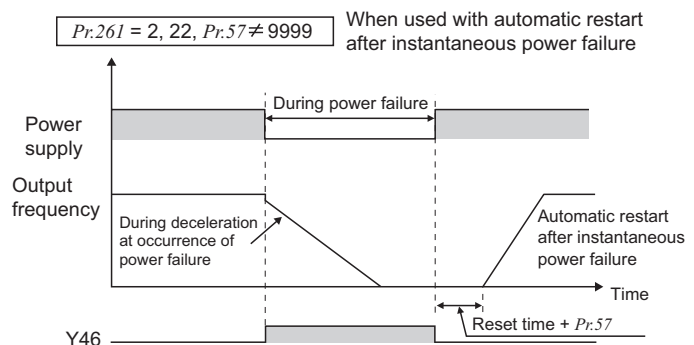 Pr.261 = 2, 22, Pr.57 ≠ 9999
When used with automatic restart
after instantaneous power failure
During power failure
Power
supply
Output
frequency
During deceleration
at occurrence of
power failure
Automatic restart
after instantaneous
power failure
Time
Reset time + Pr.57
Y46